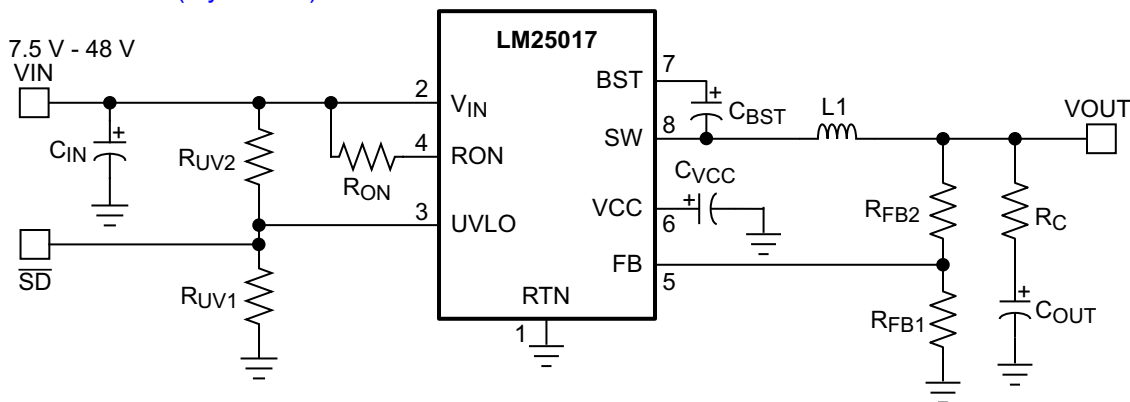 7.5 V - 48 V
VIN
LM25017
BST
7
2
VIN
CBST
L1
VOUT
SW
8
CIN
RUV2
4
RON
RON
CVCC
3
UVLO
VCC
6
RFB2
RC
SD
FB
5
RUV1
RTN
1
RFB1
COUT